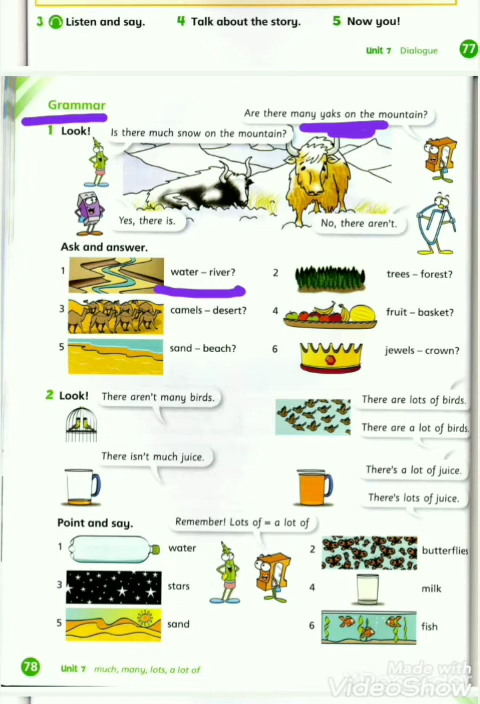 3 Listen and say. 4 Talk about the story. 5 Now you!
Unit 7 Dialogue 77
Grammar
Are there many yaks on the mountain?
1 Look! Is there much snow on the mountain?
Yes, there is. No, there aren't.
Ask and answer.
1 water – river? 2 trees – forest?
3 camels – desert? 4 fruit – basket?
5 sand – beach? 6 jewels – crown?
2 Look! There aren't many birds.
There are lots of birds.
There are a lot of birds.
There isn't much juice.
There's a lot of juice.
There's lots of juice.
Point and say. Remember! Lots of = a lot of
1 water 2 butterflies
3 stars 4 milk
5 sand 6 fish
78 Unit 7 much, many, lots, a lot of
Made with
VideoShow